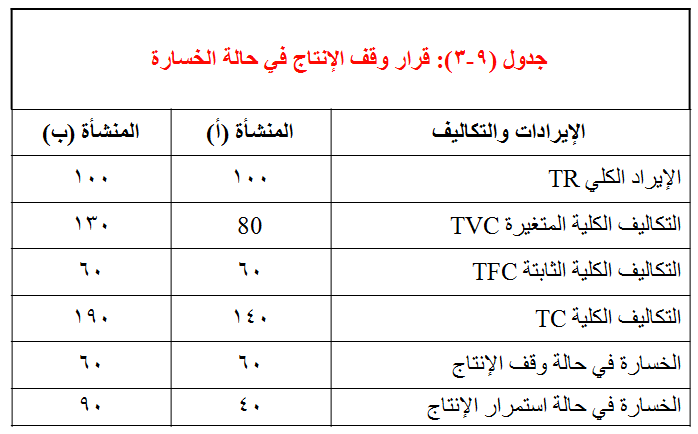 جدول (٩-٣): قرار وقف الإنتاج في حالة الخسارة
الإيرادات والتكاليف المنشأة (أ) المنشأة (ب)
الإيراد الكلي TR ١٠٠ ١٠٠
التكاليف الكلية المتغيرة TVC 80 ١٣٠
التكاليف الكلية الثابتة TFC ٦٠ ٦٠
التكاليف الكلية TC ١٤٠ ١٩٠
الخسارة في حالة وقف الإنتاج ٦٠ ٦٠
الخسارة في حالة استمرار الإنتاج ٤٠ ٩٠